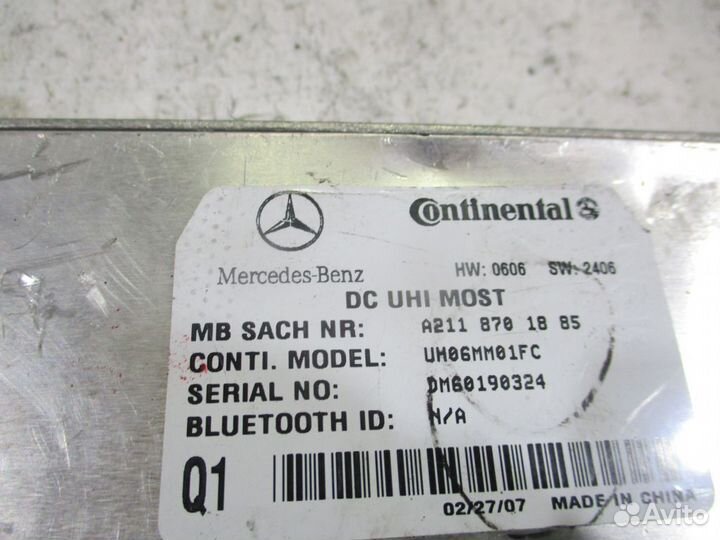 Continental
Mercedes-Benz
HW: 0606 SW: 2406
DC UHI MOST
MB SACH NR: A211 870 18 85
CONTI. MODEL: UH06MM01FC
SERIAL NO: DM60190324
BLUETOOTH ID: N/A
Q1
02/27/07 MADE IN CHINA
Avito